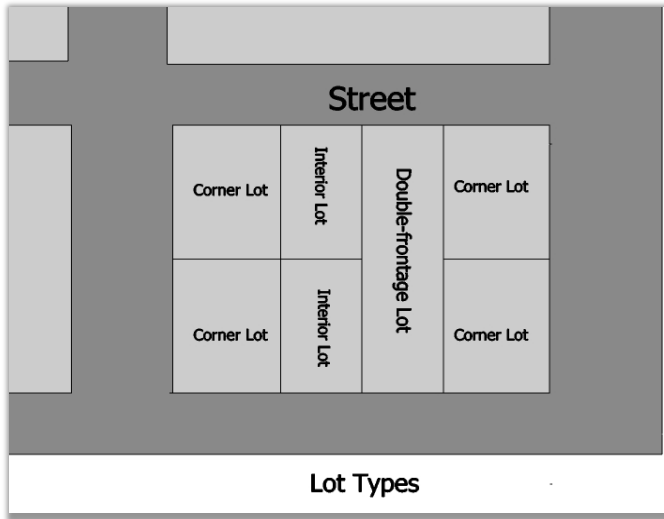 Street
Corner Lot
Interior Lot
Double-frontage Lot
Corner Lot
Corner Lot
Interior Lot
Corner Lot
Lot Types